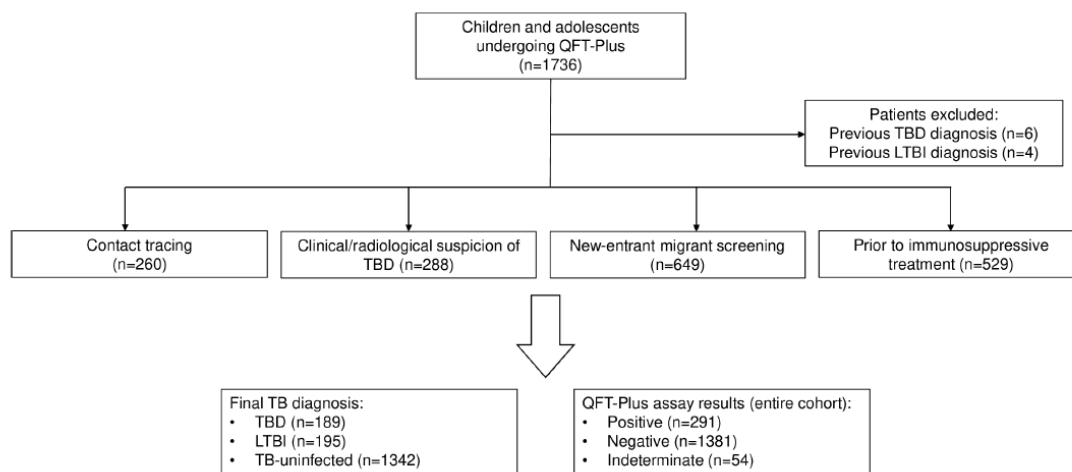 Children and adolescents
undergoing QFT-Plus
(n=1736)
Patients excluded:
Previous TBD diagnosis (n=6)
Previous LTBI diagnosis (n=4)
Contact tracing
(n=260)
Clinical/radiological suspicion of
TBD (n=288)
New-entrant migrant screening
(n=649)
Prior to immunosuppressive
treatment (n=529)
Final TB diagnosis:
• TBD (n=189)
• LTBI (n=195)
• TB-uninfected (n=1342)
QFT-Plus assay results (entire cohort):
• Positive (n=291)
• Negative (n=1381)
• Indeterminate (n=54)